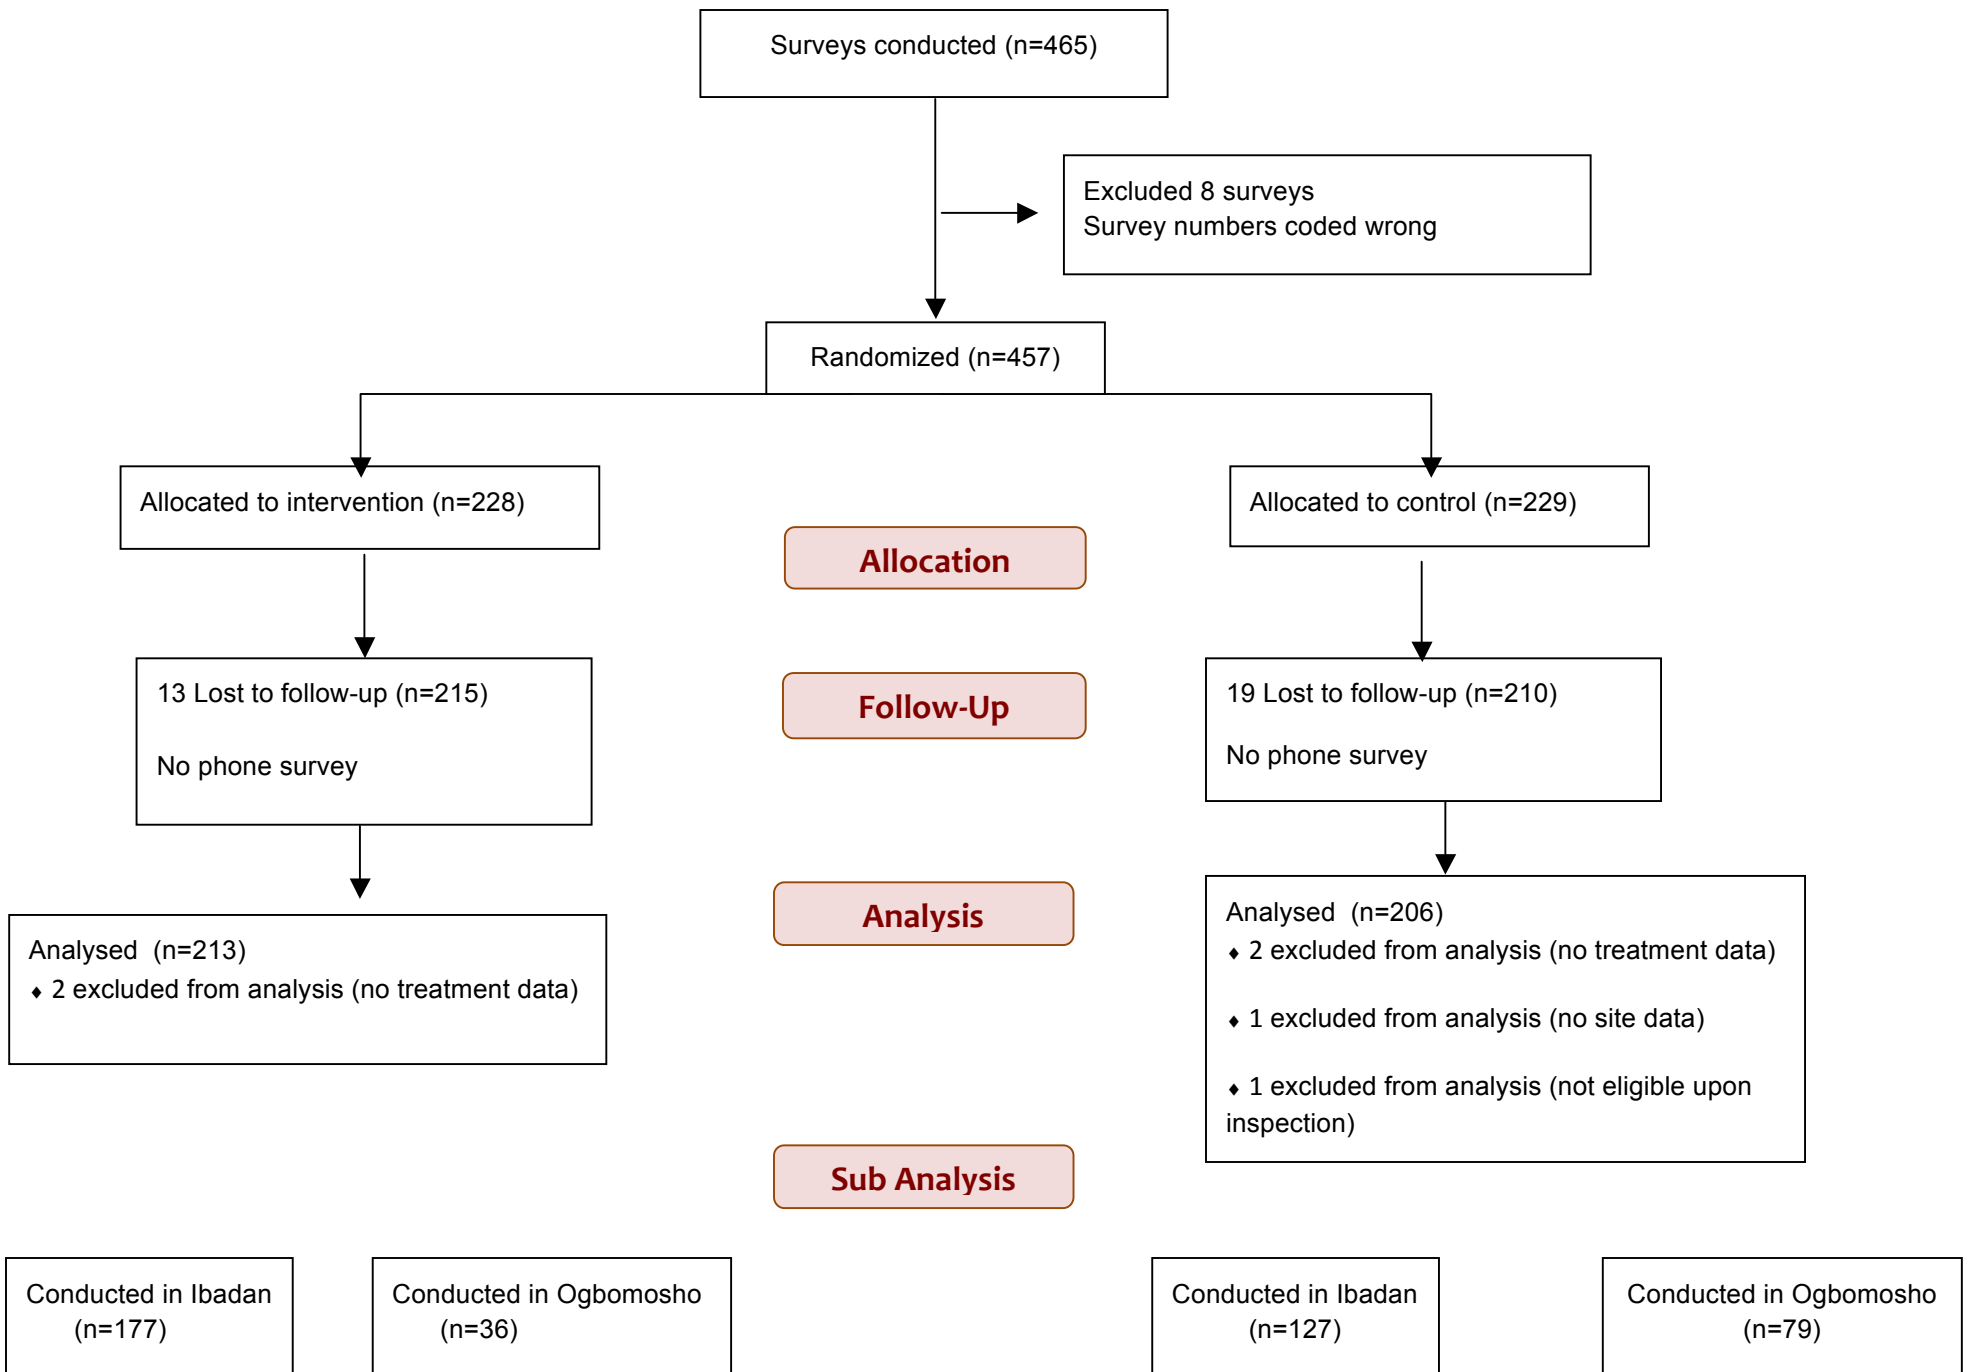 Surveys conducted (n=465)
Excluded 8 surveys
Survey numbers coded wrong
Randomized (n=457)
Allocated to intervention (n=228)
Allocated to control (n=229)
Allocation
13 Lost to follow-up (n=215)
No phone survey
Follow-Up
19 Lost to follow-up (n=210)
No phone survey
Analysed  (n=213)
⬧ 2 excluded from analysis (no treatment data)
Analysis
Analysed  (n=206)
⬧ 2 excluded from analysis (no treatment data)
⬧ 1 excluded from analysis (no site data)
⬧ 1 excluded from analysis (not eligible upon
inspection)
Sub Analysis
Conducted in Ibadan
(n=177)
Conducted in Ogbomosho
(n=36)
Conducted in Ibadan
(n=127)
Conducted in Ogbomosho
(n=79)